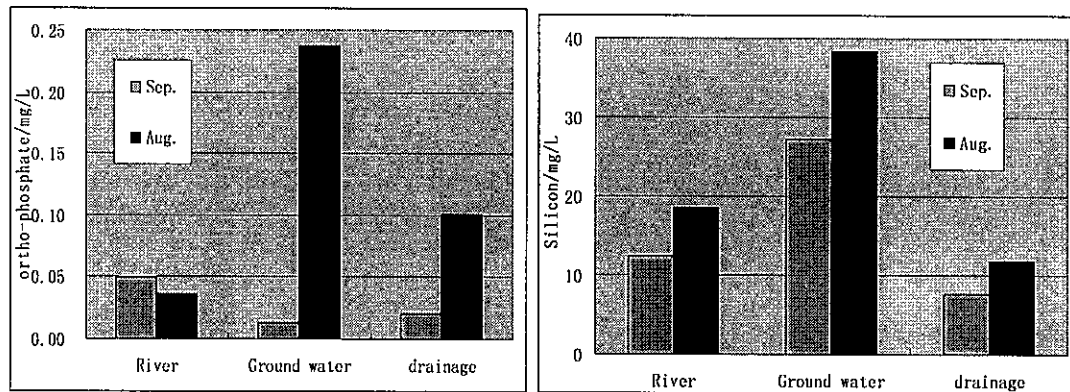 0.25
0.20
0.15
0.10
0.05
0.00
ortho-phosphate/mg/L
Sep.
Aug.
River Ground water drainage
40
30
20
10
0
Silicon/mg/L
Sep.
Aug.
River Ground water drainage